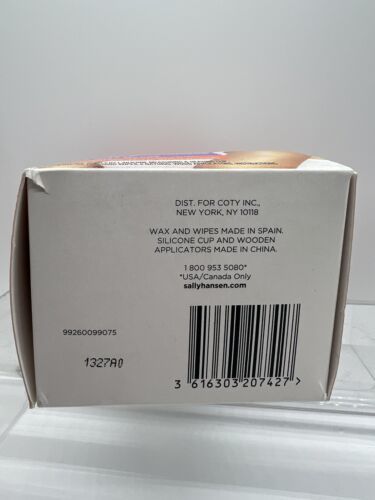 DIST. FOR COTY INC.,
NEW YORK, NY 10118
WAX AND WIPES MADE IN SPAIN.
SILICONE CUP AND WOODEN
APPLICATORS MADE IN CHINA.
1 800 953 5080*
*USA/Canada Only
sallyhansen.com
99260099075
1327A0
3 616303 207427 >